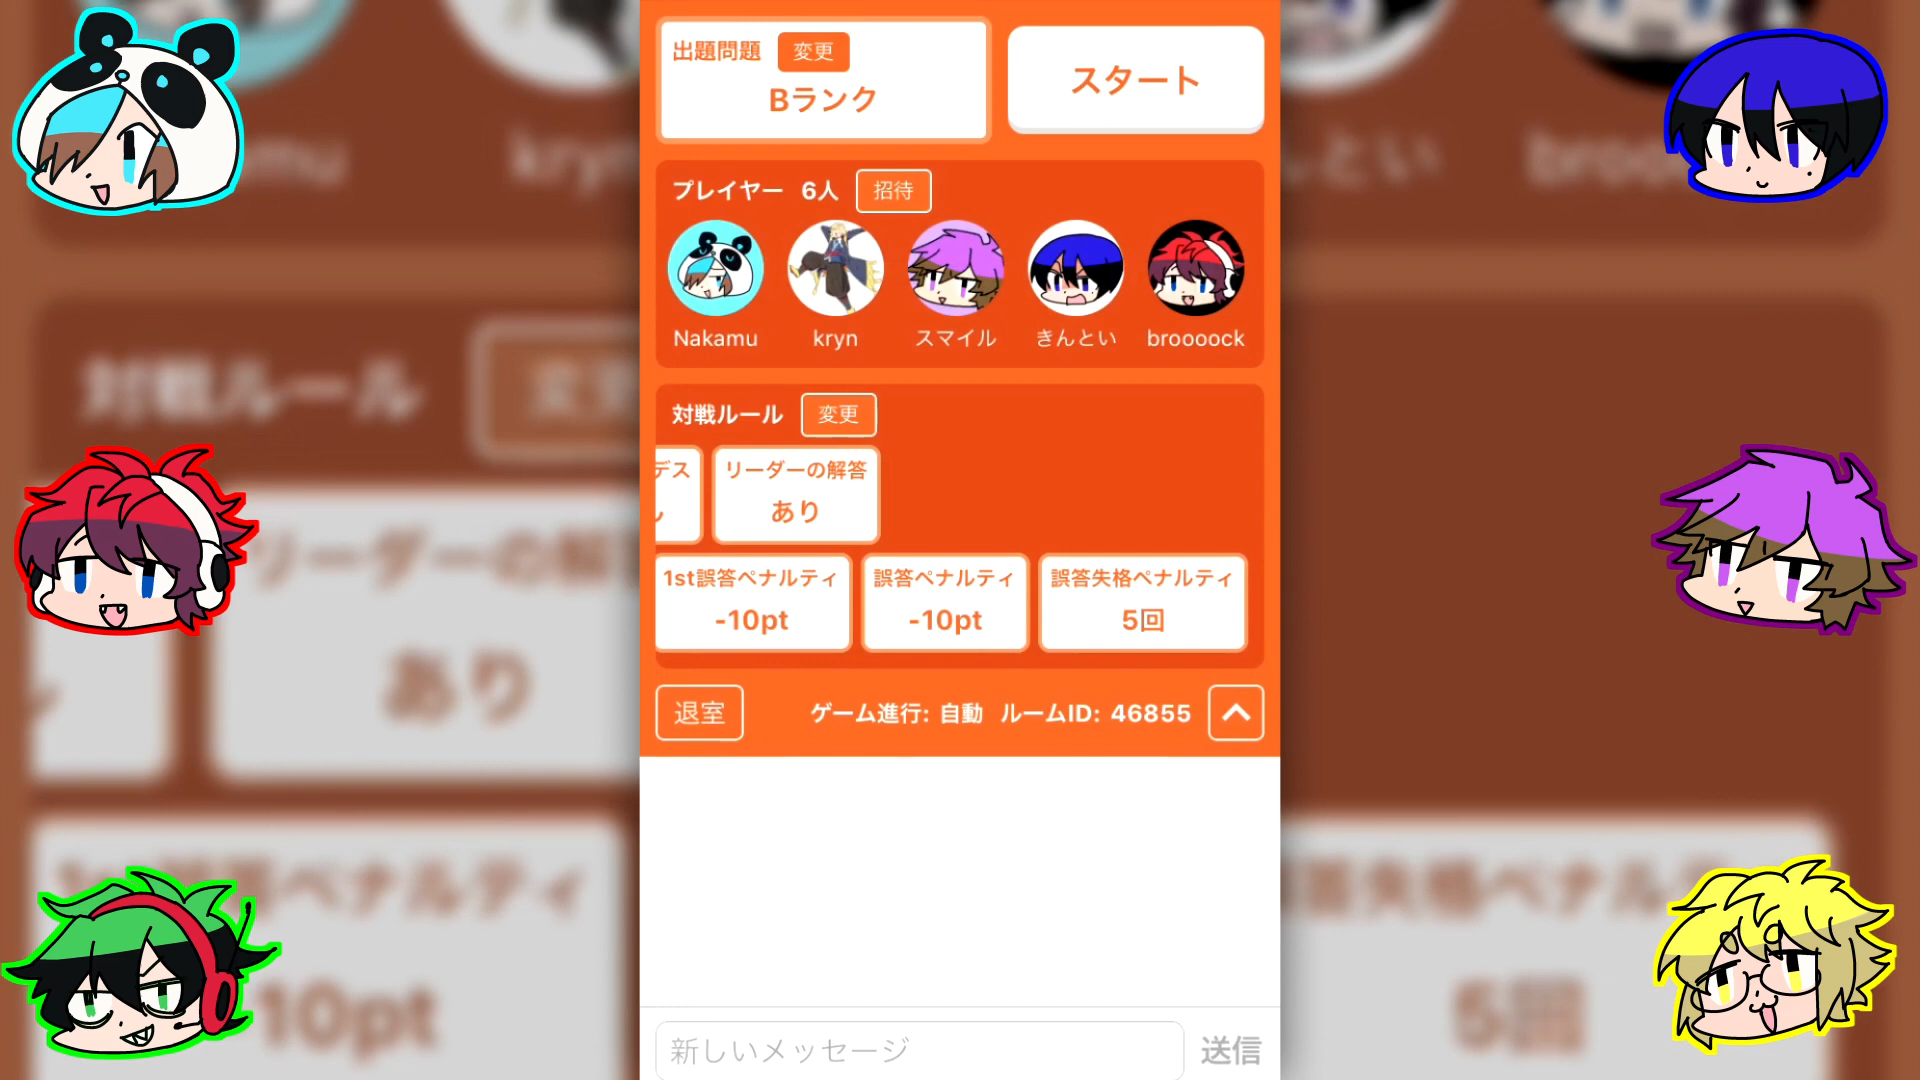 出題問題 変更
Bランク
スタート
プレイヤー 6人 招待
Nakamu kryn スマイル きんとい broooock
対戦ルール 変更
デス リーダーの解答
あり
1st誤答ペナルティ 誤答ペナルティ 誤答失格ペナルティ
-10pt -10pt 5回
退室 ゲーム進行: 自動 ルームID: 46855
新しいメッセージ 送信